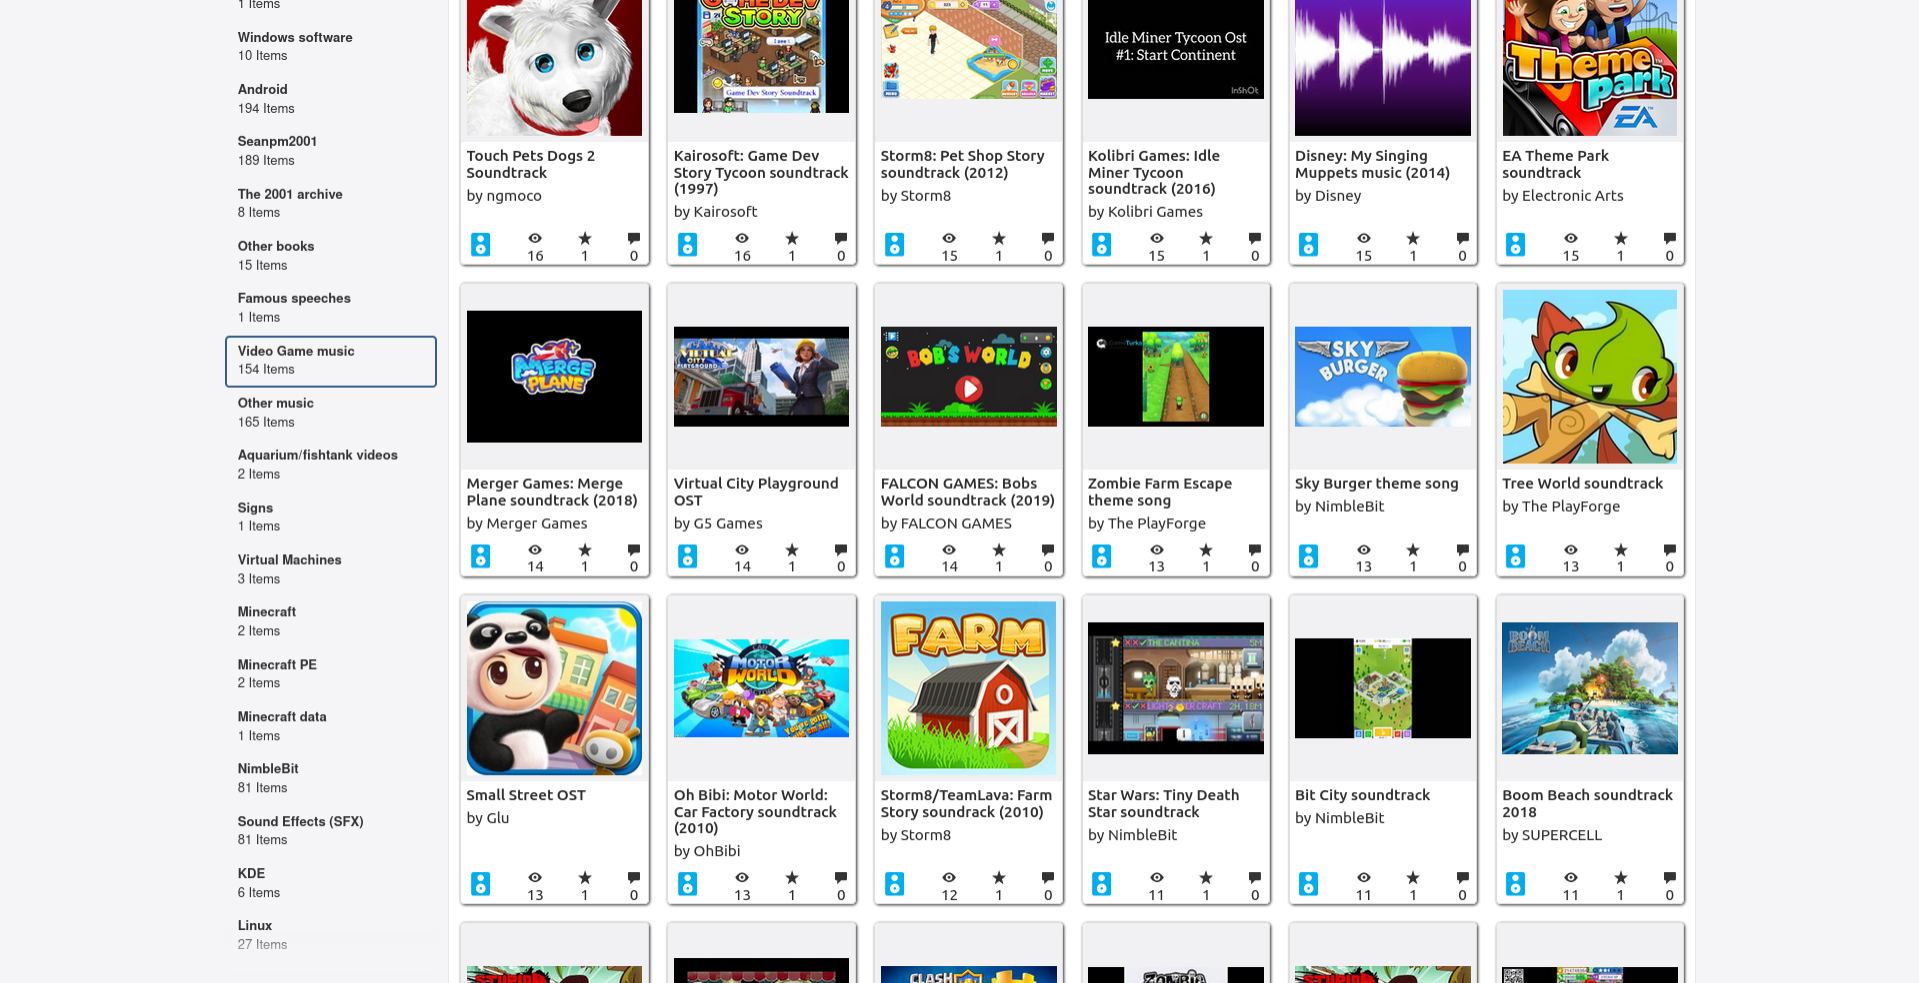 1 Items
Windows software
10 Items
Android
194 Items
Seanpm2001
189 Items
The 2001 archive
8 Items
Other books
15 Items
Famous speeches
1 Items
Video Game music
154 Items
Other music
165 Items
Aquarium/fishtank videos
2 Items
Signs
1 Items
Virtual Machines
3 Items
Minecraft
2 Items
Minecraft PE
2 Items
Minecraft data
1 Items
NimbleBit
81 Items
Sound Effects (SFX)
81 Items
KDE
6 Items
Linux
27 Items
Touch Pets Dogs 2
Soundtrack
by ngmoco
16 1 0
STORY
Game Dev Story Soundtrack
Kairosoft: Game Dev
Story Tycoon soundtrack
(1997)
by Kairosoft
16 1 0
Storm8: Pet Shop Story
soundtrack (2012)
by Storm8
15 1 0
Idle Miner Tycoon Ost
#1: Start Continent
InShOt
Kolibri Games: Idle
Miner Tycoon
soundtrack (2016)
by Kolibri Games
15 1 0
Disney: My Singing
Muppets music (2014)
by Disney
15 1 0
Theme
park
EA
EA Theme Park
soundtrack
by Electronic Arts
15 1 0
MERGE
PLANE
Merger Games: Merge
Plane soundtrack (2018)
by Merger Games
14 1 0
VIRTUAL
CITY
PLAYGROUND
Virtual City Playground
OST
by G5 Games
14 1 0
BOB'S WORLD
FALCON GAMES: Bobs
World soundtrack (2019)
by FALCON GAMES
14 1 0
Zombie Farm Escape
theme song
by The PlayForge
13 1 0
SKY
BURGER
Sky Burger theme song
by NimbleBit
13 1 0
Tree World soundtrack
by The PlayForge
13 1 0
Small Street OST
by Glu
13 1 0
MOTOR
WORLD
Oh Bibi: Motor World:
Car Factory soundtrack
(2010)
by OhBibi
13 1 0
FARM
Storm8/TeamLava: Farm
Story soundrack (2010)
by Storm8
12 1 0
THE CANTINA
Star Wars: Tiny Death
Star soundtrack
by NimbleBit
11 1 0
Bit City soundtrack
by NimbleBit
11 1 0
BOOM
BEACH
Boom Beach soundtrack
2018
by SUPERCELL
11 1 0
STUPID
CLASH
ZOMBIE
STUPID